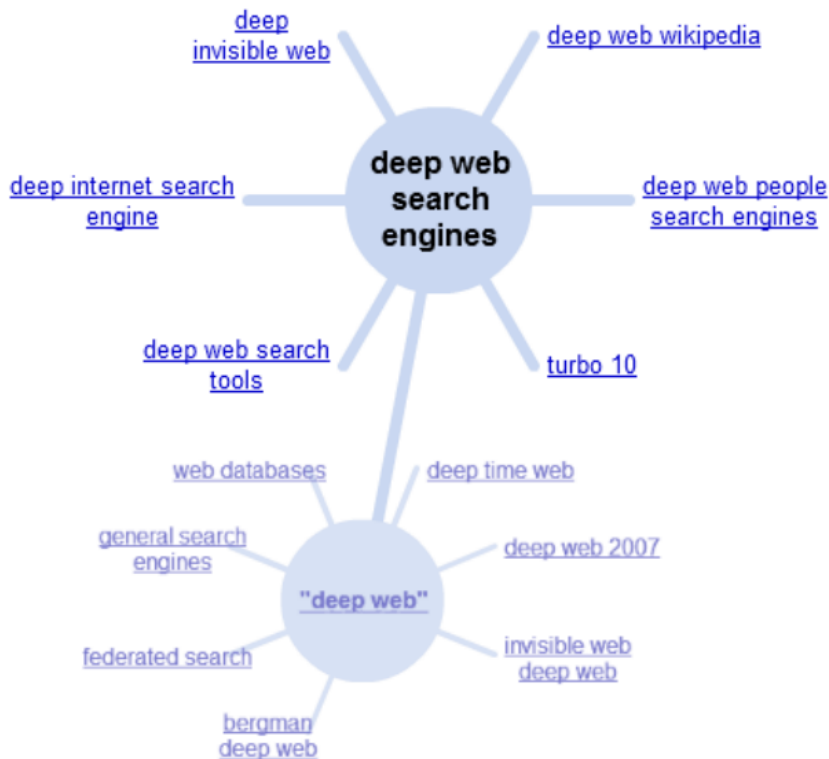 deep
invisible web
deep web wikipedia
deep web
search
engines
deep internet search
engine
deep web people
search engines
deep web search
tools
turbo 10
web databases
deep time web
general search
engines
deep web 2007
"deep web"
federated search
invisible web
deep web
bergman
deep web